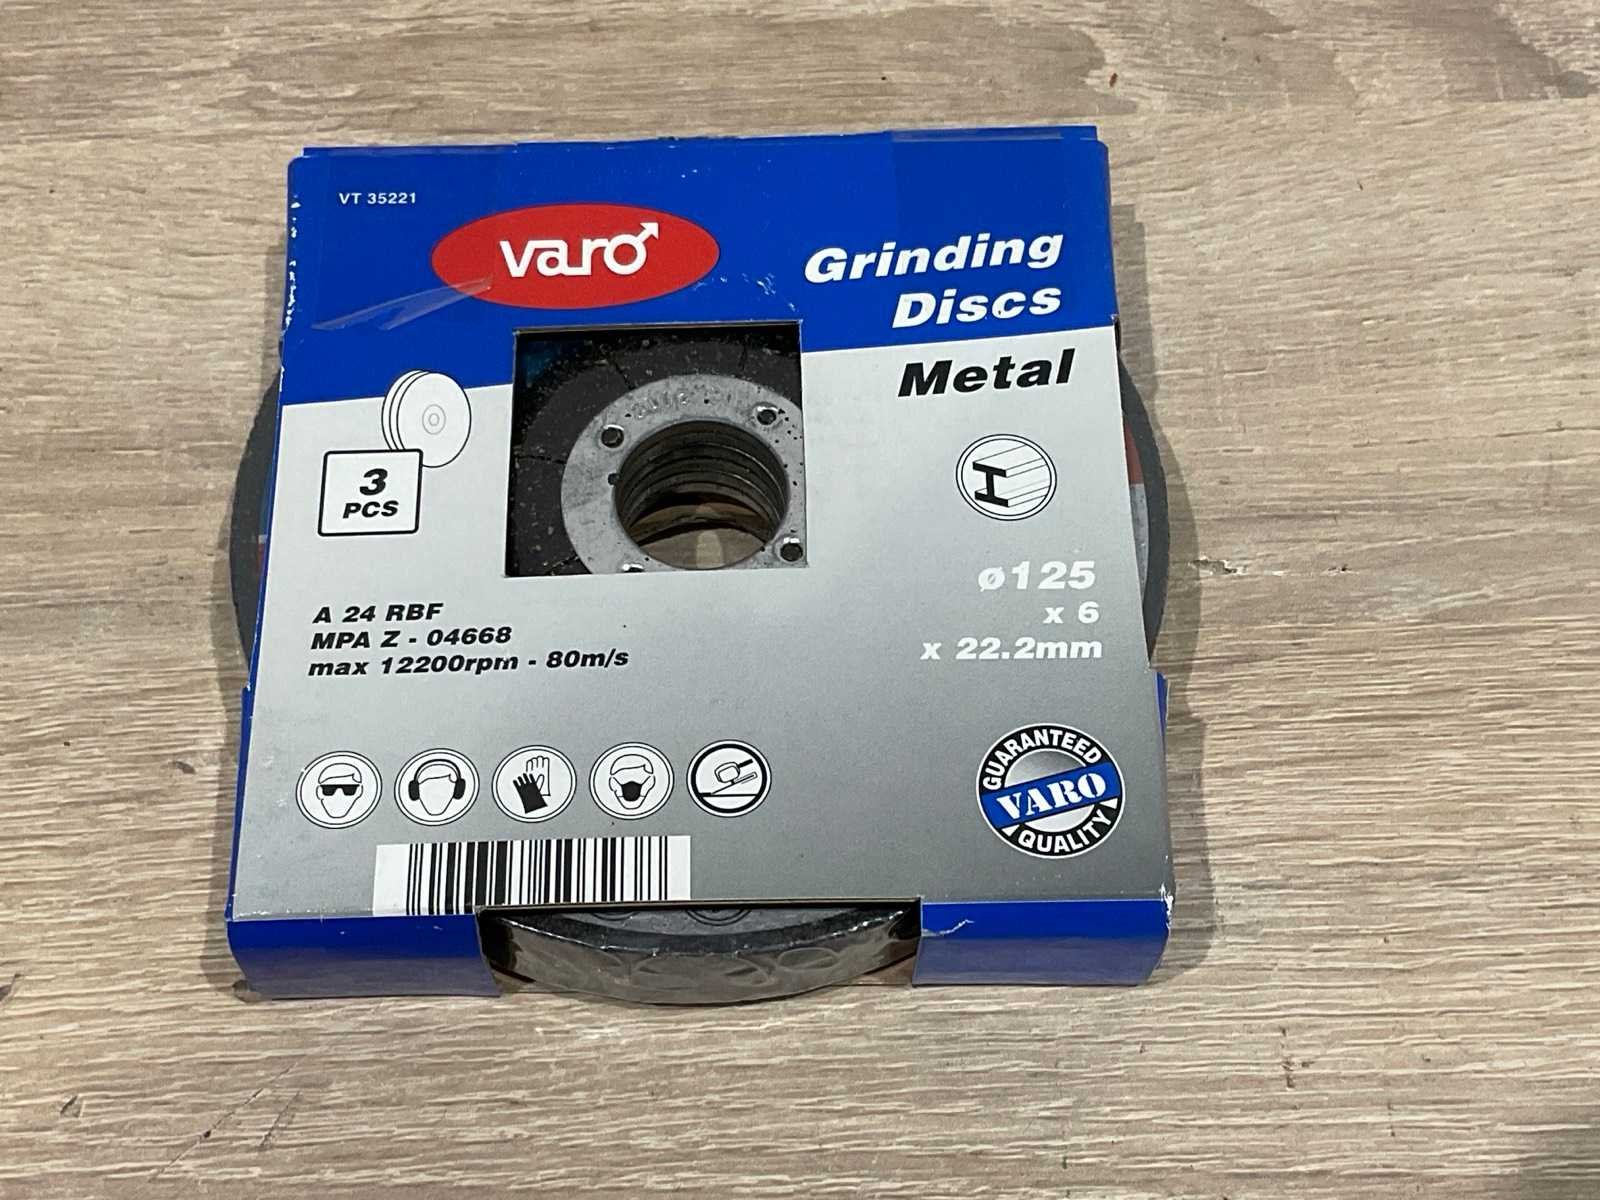 VT 35221
varo
Grinding
Discs
Metal
3
PCS
A 24 RBF
MPA Z - 04668
max 12200rpm - 80m/s
ø125
x 6
x 22.2mm
GUARANTEED
VARO
QUALITY